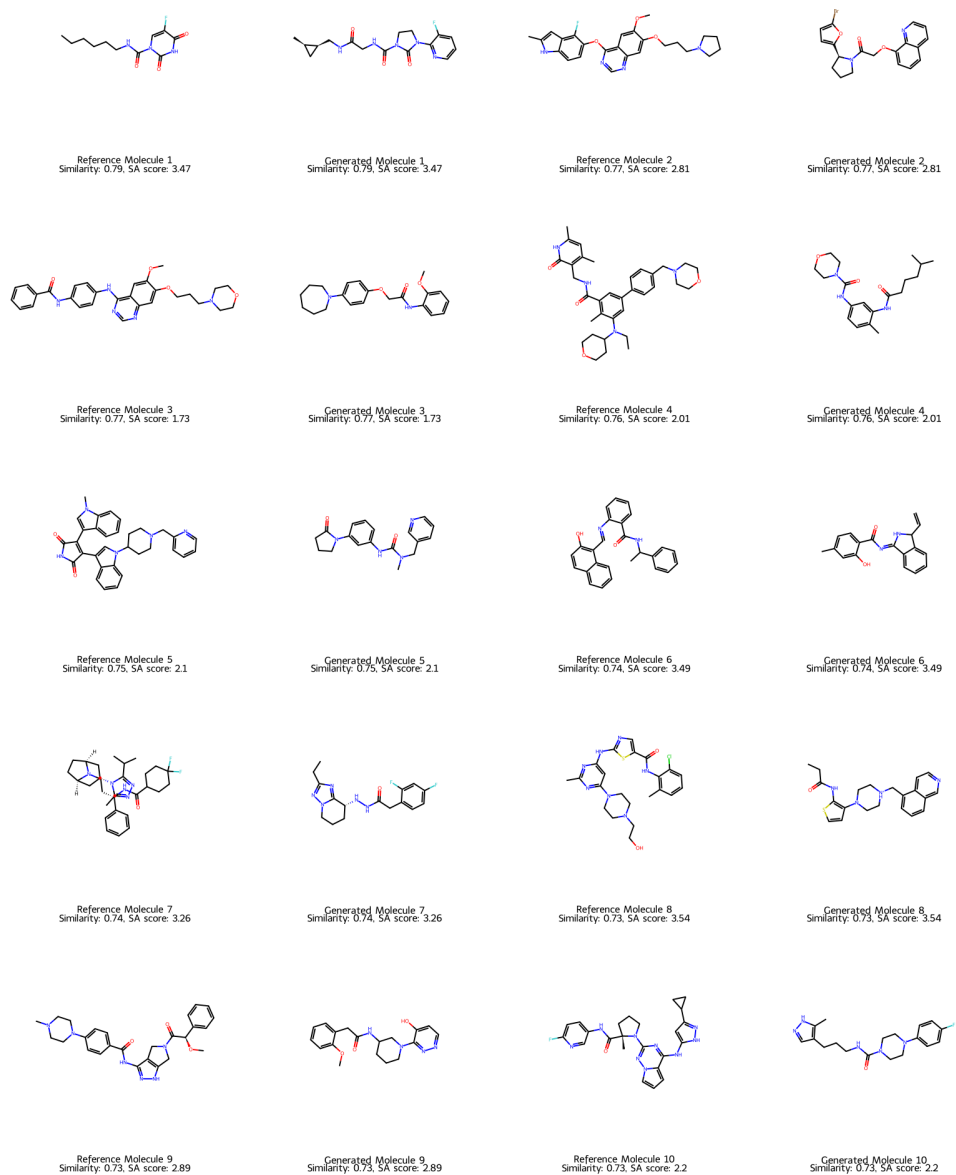 Reference Molecule 1
Similarity: 0.79, SA score: 3.47
Generated Molecule 1
Similarity: 0.79, SA score: 3.47
Reference Molecule 2
Similarity: 0.77, SA score: 2.81
Generated Molecule 2
Similarity: 0.77, SA score: 2.81
Reference Molecule 3
Similarity: 0.77, SA score: 1.73
Generated Molecule 3
Similarity: 0.77, SA score: 1.73
Reference Molecule 4
Similarity: 0.76, SA score: 2.01
Generated Molecule 4
Similarity: 0.76, SA score: 2.01
Reference Molecule 5
Similarity: 0.75, SA score: 2.1
Generated Molecule 5
Similarity: 0.75, SA score: 2.1
Reference Molecule 6
Similarity: 0.74, SA score: 3.49
Generated Molecule 6
Similarity: 0.74, SA score: 3.49
Reference Molecule 7
Similarity: 0.74, SA score: 3.26
Generated Molecule 7
Similarity: 0.74, SA score: 3.26
Reference Molecule 8
Similarity: 0.73, SA score: 3.54
Generated Molecule 8
Similarity: 0.73, SA score: 3.54
Reference Molecule 9
Similarity: 0.73, SA score: 2.89
Generated Molecule 9
Similarity: 0.73, SA score: 2.89
Reference Molecule 10
Similarity: 0.73, SA score: 2.2
Generated Molecule 10
Similarity: 0.73, SA score: 2.2